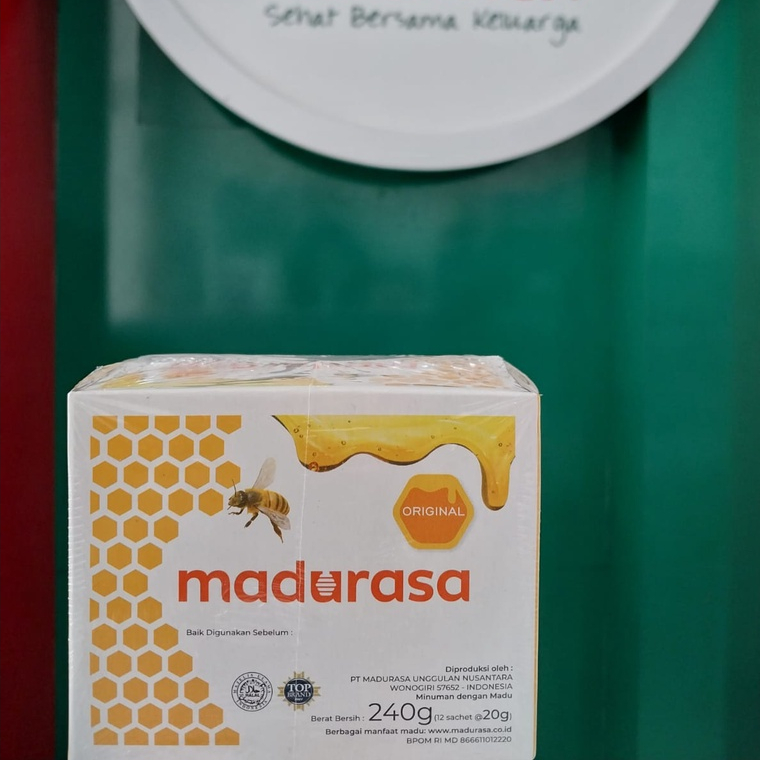 Sehat Bersama Keluarga
ORIGINAL
madurasa
Baik Digunakan Sebelum :
HALAL
TOP
BRAND
Diproduksi oleh :
PT MADURASA UNGGULAN NUSANTARA
WONOGIRI 57652 - INDONESIA
Minuman dengan Madu
Berat Bersih : 240g (12 sachet @20g)
Berbagai manfaat madu: www.madurasa.co.id
BPOM RI MD 866611012220